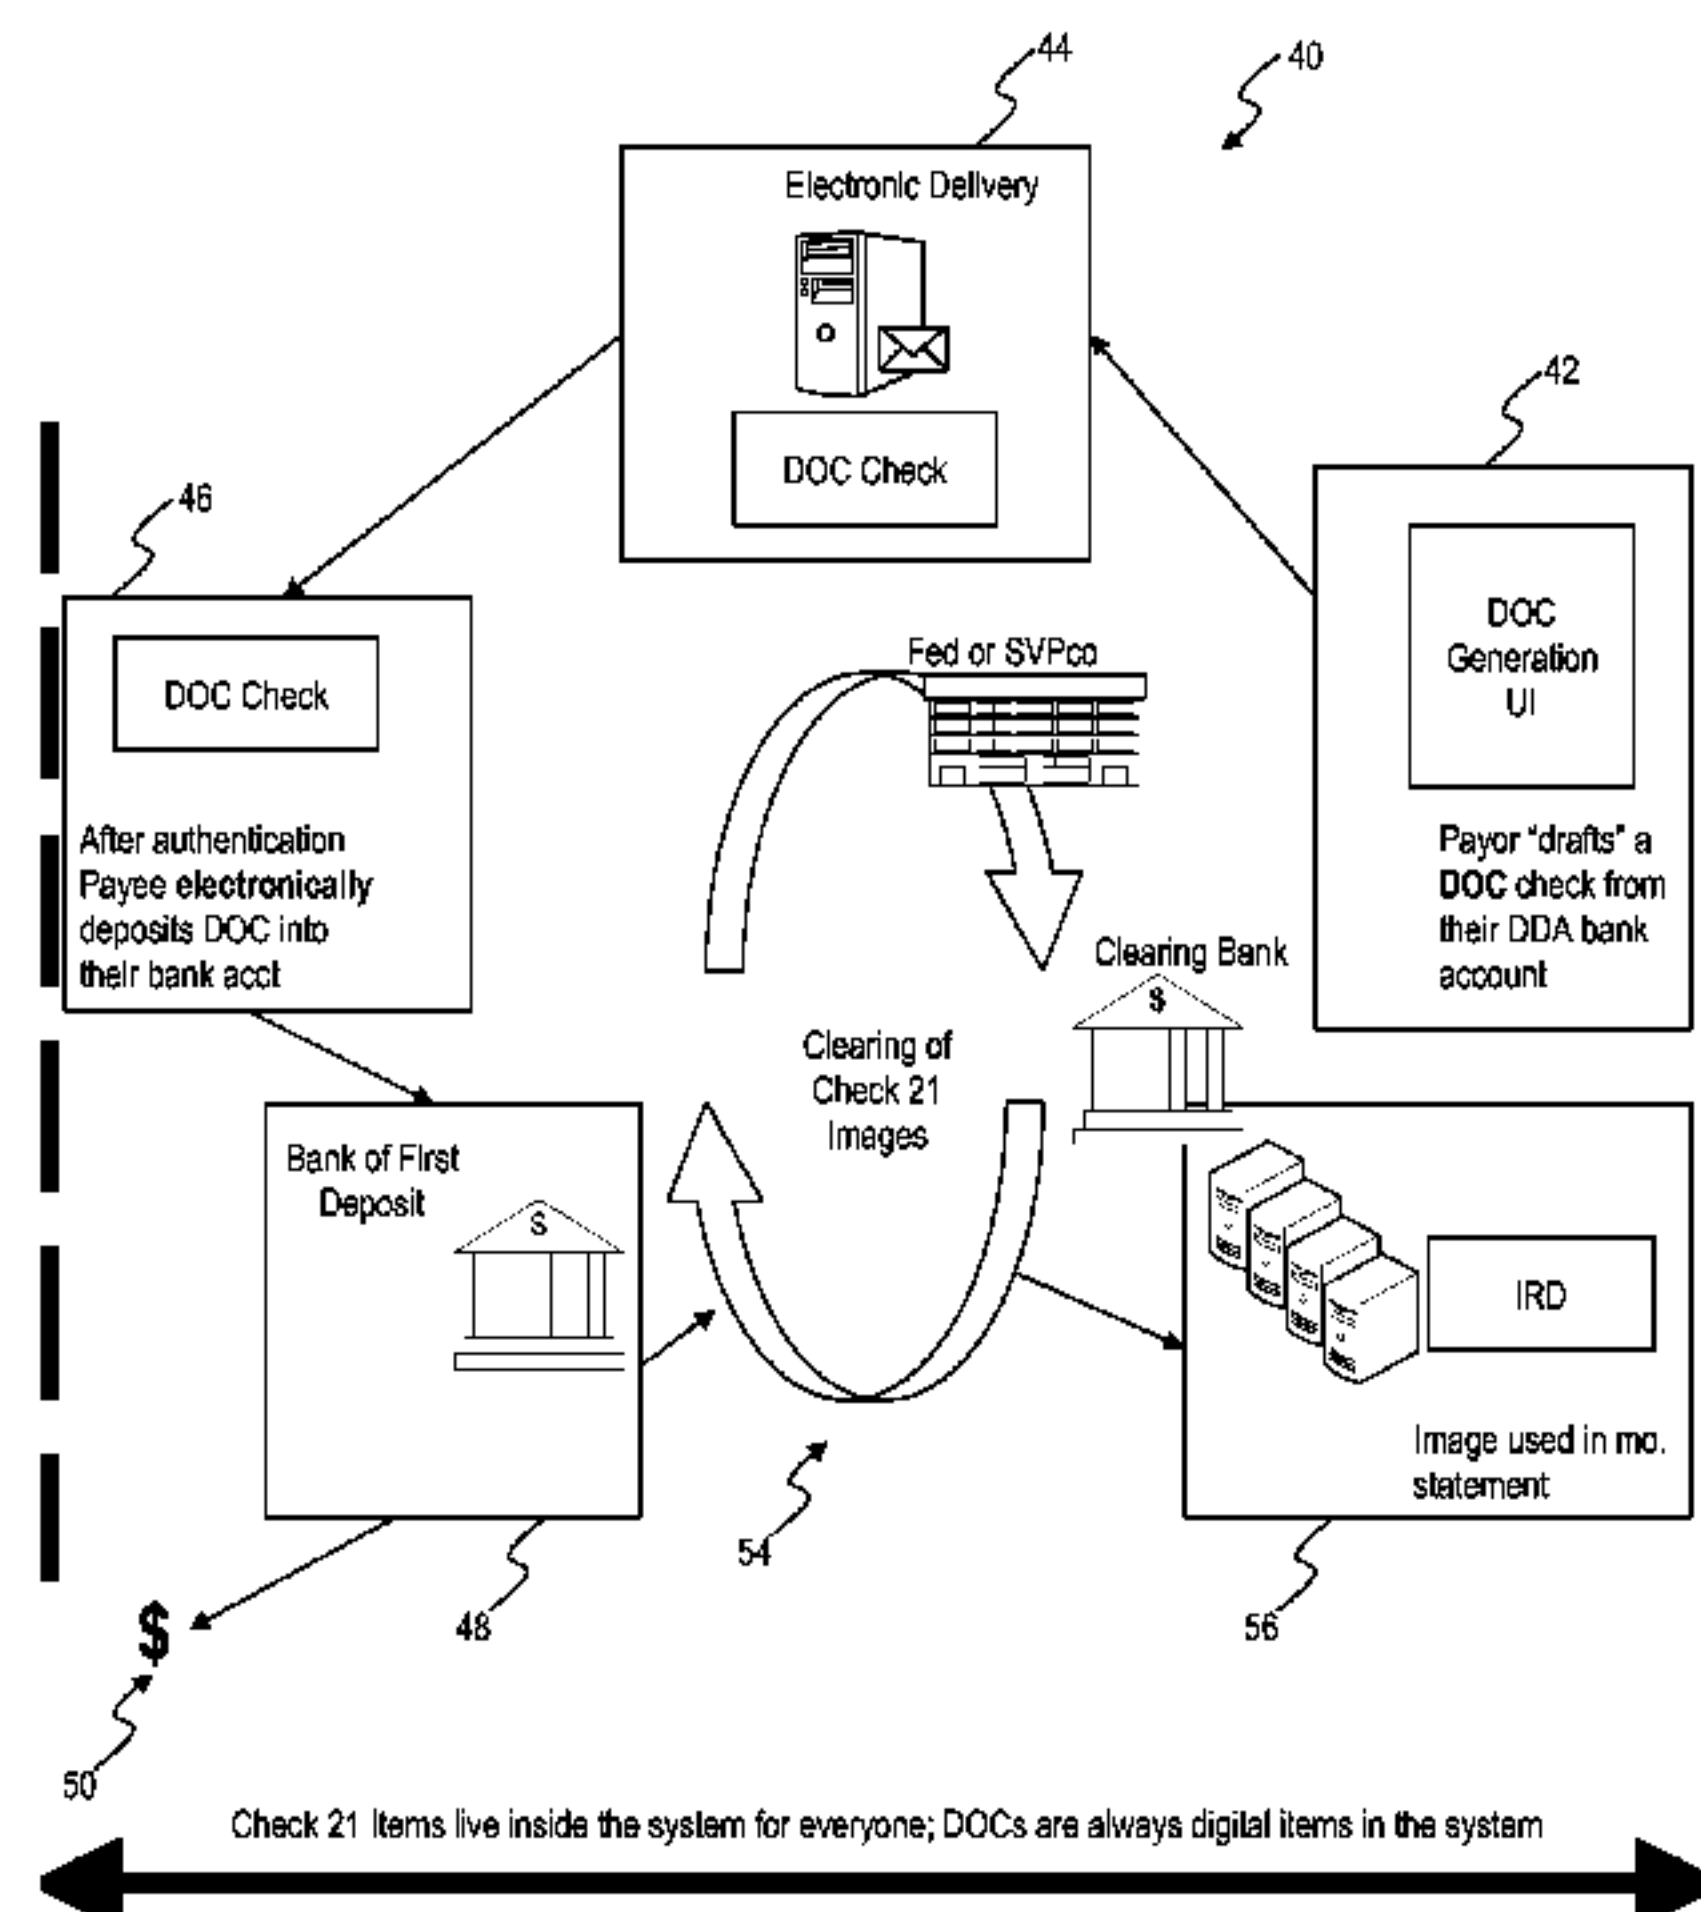 44
40
Electronic Delivery
DOC Check
42
DOC
Generation
UI
Payor "drafts" a
DOC check from
their DDA bank
account
46
DOC Check
After authentication
Payee electronically
deposits DOC into
their bank acct
Fed or SVPco
Clearing Bank
$
Clearing of
Check 21
Images
Bank of First
Deposit
$
IRD
Image used in mo.
statement
54
48
56
$
50
Check 21 Items live inside the system for everyone; DOCs are always digital items in the system